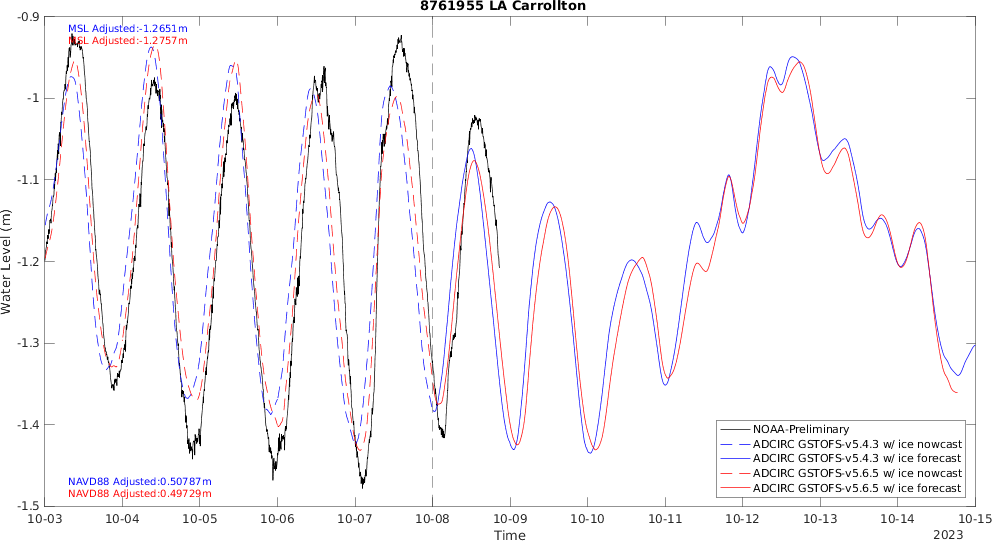 8761955 LA Carrollton
MSL Adjusted:-1.2651m
MSL Adjusted:-1.2757m
Water Level (m)
-0.9
-1
-1.1
-1.2
-1.3
-1.4
-1.5
NAVD88 Adjusted:0.50787m
NAVD88 Adjusted:0.49729m
NOAA-Preliminary
ADCIRC GSTOFS-v5.4.3 w/ ice nowcast
ADCIRC GSTOFS-v5.4.3 w/ ice forecast
ADCIRC GSTOFS-v5.6.5 w/ ice nowcast
ADCIRC GSTOFS-v5.6.5 w/ ice forecast
10-03 10-04 10-05 10-06 10-07 10-08 10-09 10-10 10-11 10-12 10-13 10-14 10-15
Time
2023